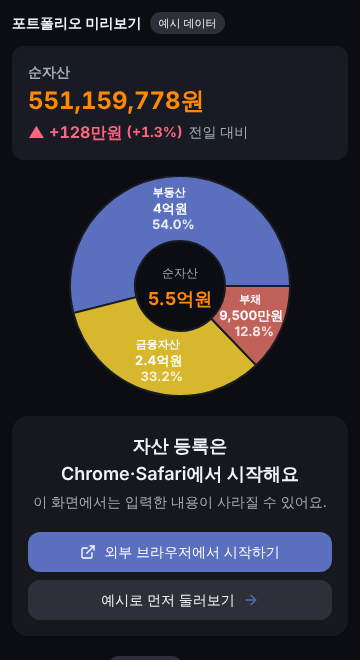 포트폴리오 미리보기 예시 데이터
순자산
551,159,778원
▲ +128만원 (+1.3%) 전일 대비
부동산
4억원
54.0%
순자산
5.5억원
부채
9,500만원
12.8%
금융자산
2.4억원
33.2%
자산 등록은
Chrome·Safari에서 시작해요
이 화면에서는 입력한 내용이 사라질 수 있어요.
외부 브라우저에서 시작하기
예시로 먼저 둘러보기 →